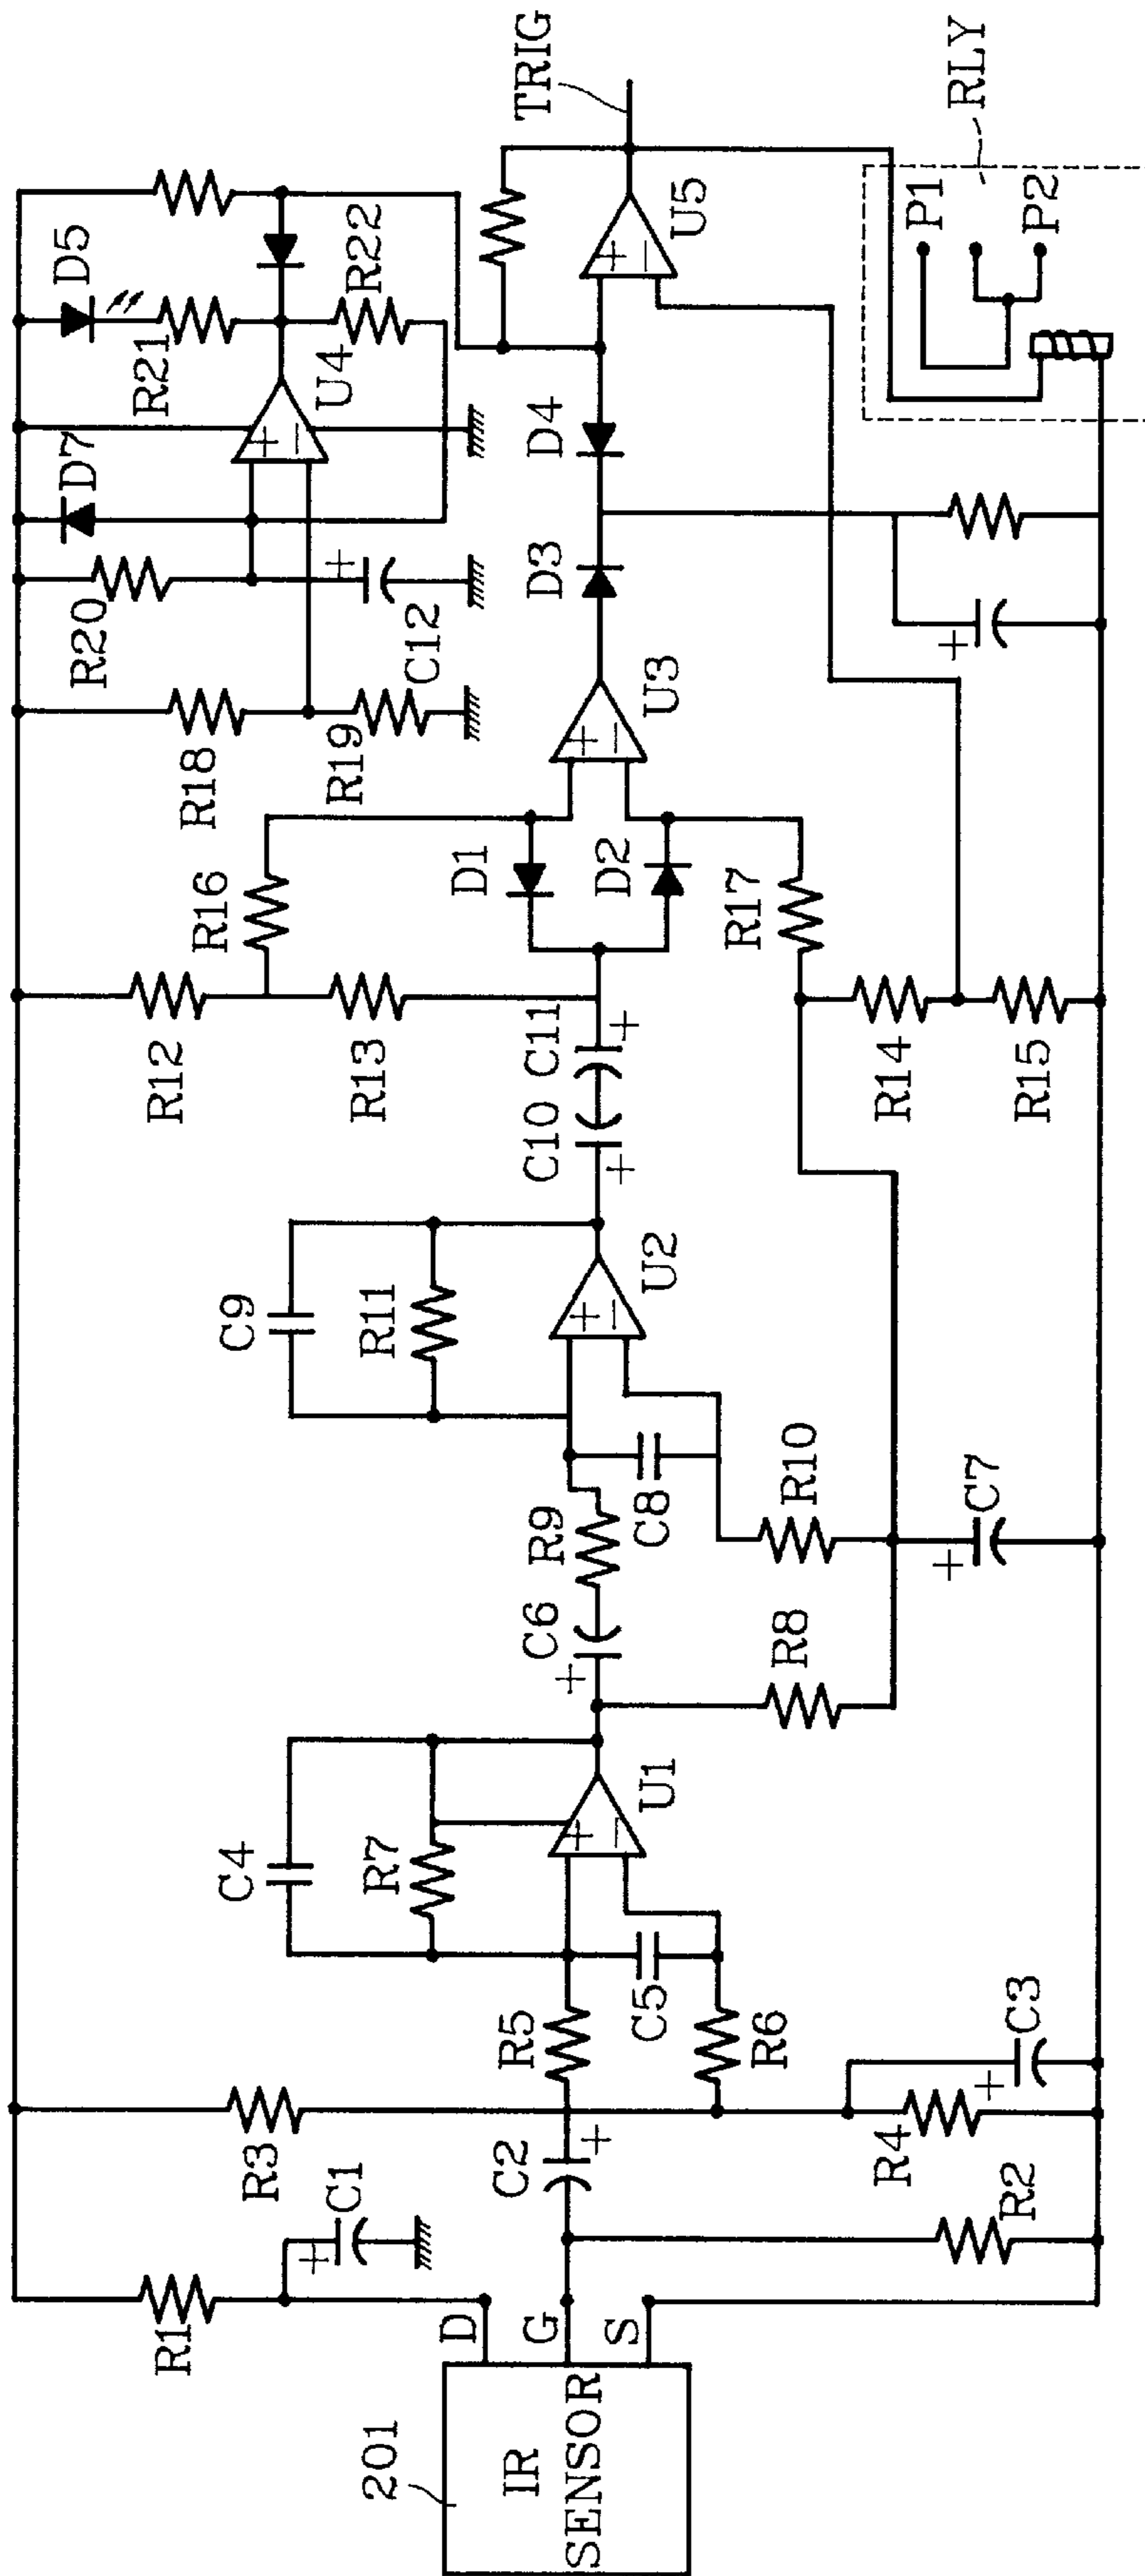 201
IR
SENSOR
D
G
S
R1
C1
+
R3
C2
+
R2
R4
C3
+
R5
R6
C5
C4
R7
+
−
U1
C6
+
R8
R9
C8
R10
C7
+
C9
R11
+
−
U2
C10
+
C11
+
R12
R13
R16
D1
D2
R17
R14
R15
+
−
U3
D3
D4
+
R18
R19
R20
C12
+
D7
+
−
U4
R21
D5
R22
+
−
U5
TRIG
RLY
P1
P2